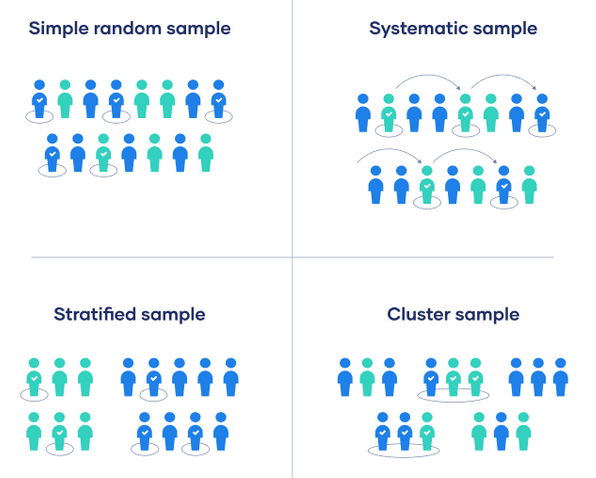 Simple random sample
Systematic sample
Stratified sample
Cluster sample